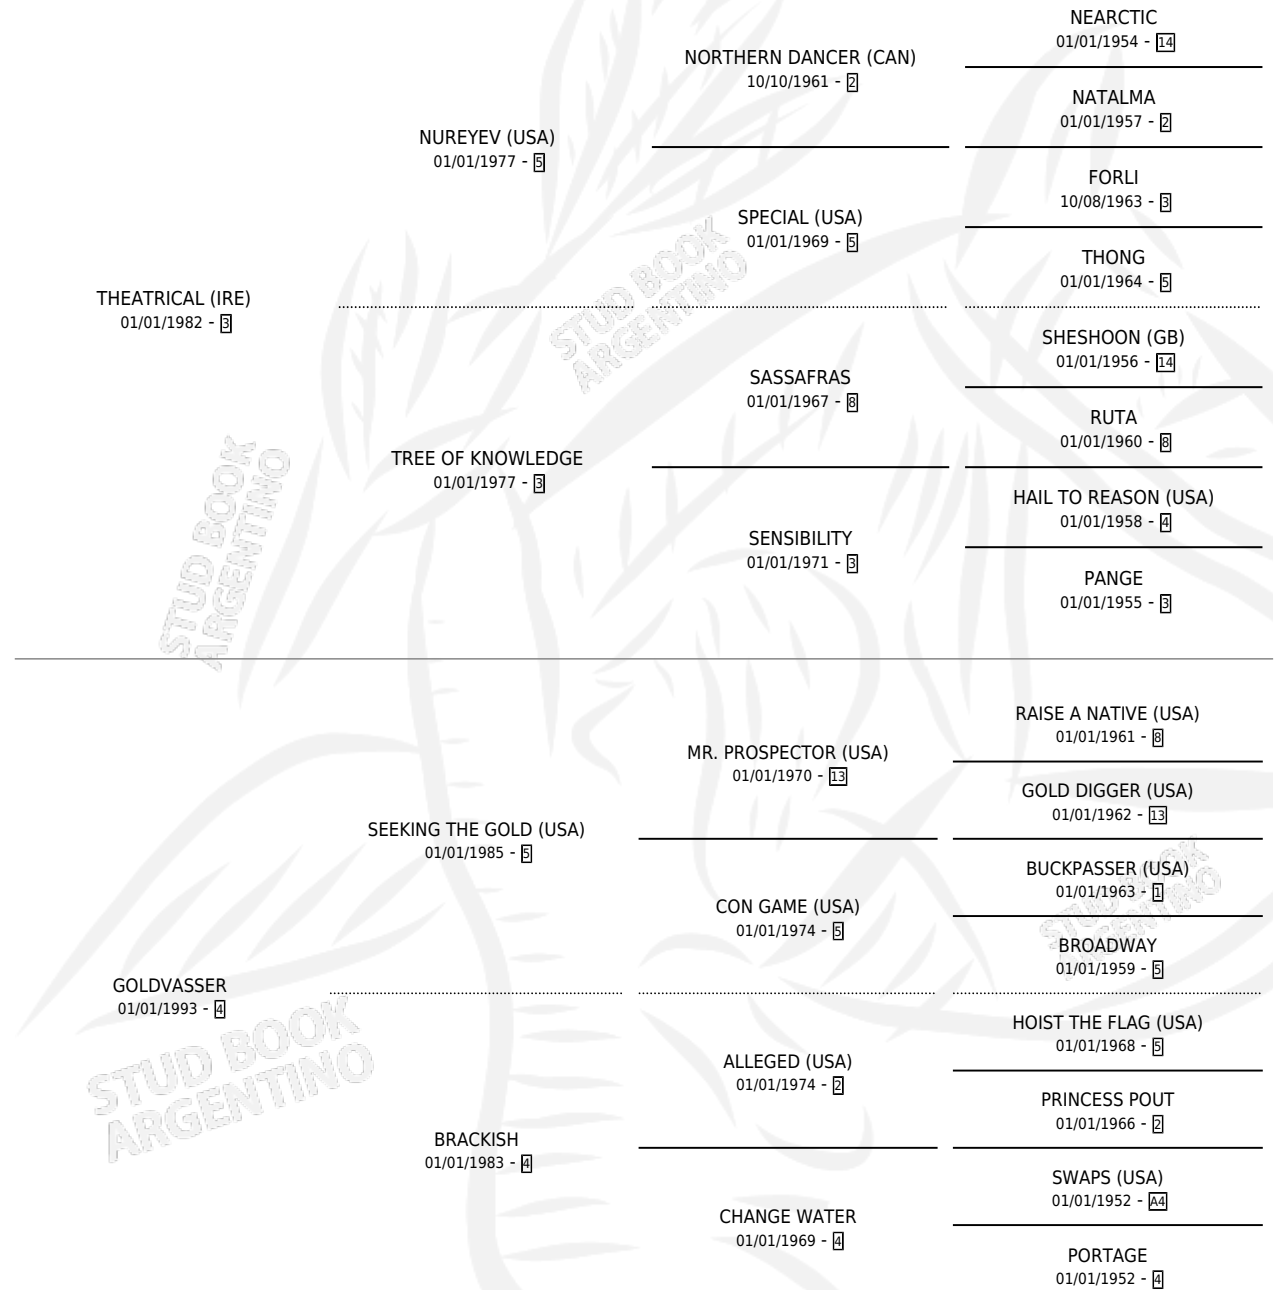 NEARCTIC
01/01/1954 - 14
NORTHERN DANCER (CAN)
10/10/1961 - 2
NATALMA
01/01/1957 - 2
NUREYEV (USA)
01/01/1977 - 5
FORLI
10/08/1963 - 3
SPECIAL (USA)
01/01/1969 - 5
THONG
01/01/1964 - 5
THEATRICAL (IRE)
01/01/1982 - 3
STUD BOOK
ARGENTINO
SHESHOON (GB)
01/01/1956 - 14
SASSAFRAS
01/01/1967 - 8
RUTA
01/01/1960 - 8
TREE OF KNOWLEDGE
01/01/1977 - 3
HAIL TO REASON (USA)
01/01/1958 - 4
SENSIBILITY
01/01/1971 - 3
PANGE
01/01/1955 - 3
STUD BOOK
ARGENTINO
RAISE A NATIVE (USA)
01/01/1961 - 8
MR. PROSPECTOR (USA)
01/01/1970 - 13
GOLD DIGGER (USA)
01/01/1962 - 13
SEEKING THE GOLD (USA)
01/01/1985 - 5
BUCKPASSER (USA)
01/01/1963 - 1
CON GAME (USA)
01/01/1974 - 5
STUD BOOK
ARGENTINO
BROADWAY
01/01/1959 - 5
GOLDVASSER
01/01/1993 - 4
HOIST THE FLAG (USA)
01/01/1968 - 5
ALLEGED (USA)
01/01/1974 - 2
PRINCESS POUT
01/01/1966 - 2
STUD BOOK
ARGENTINO
BRACKISH
01/01/1983 - 4
SWAPS (USA)
01/01/1952 - A4
CHANGE WATER
01/01/1969 - 4
PORTAGE
01/01/1952 - 4